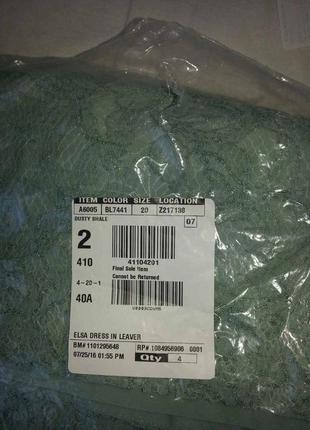 ITEM COLOR SIZE LOCATION
A6005 BL7441 20 Z217138
DUSTY SHALE 07
2
410 41104201
Final Sale Item
4-20-1 Cannot be Returned
40A
ELSA DRESS IN LEAVER
BM# 1101295648 RP# 1084956906 0001
07/25/16 01:55 PM Qty 4